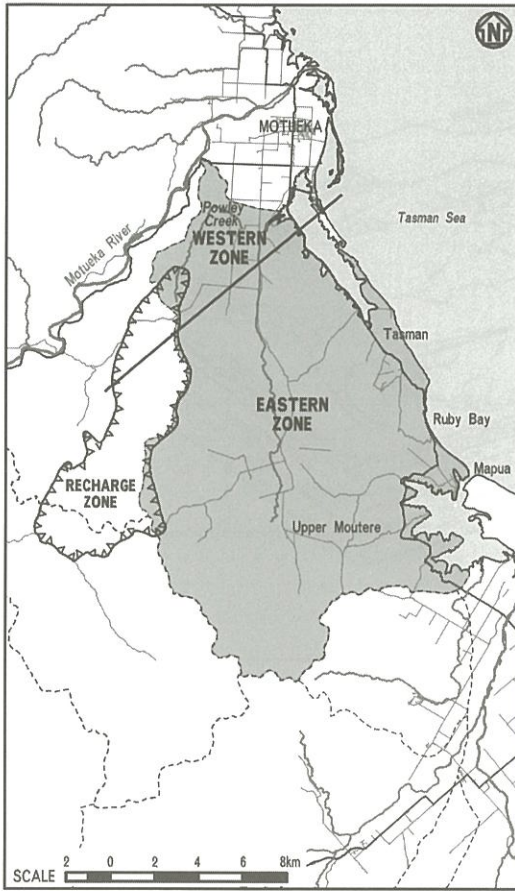 N
MOTUEKA
Powley
Creek
Tasman Sea
WESTERN
ZONE
Motueka River
Tasman
EASTERN
ZONE
Ruby Bay
Mapua
RECHARGE
ZONE
Upper Moutere
SCALE 2 0 2 4 6 8km